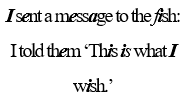 I sent a message to the fish:
I told them ‘This is what I
wish.’